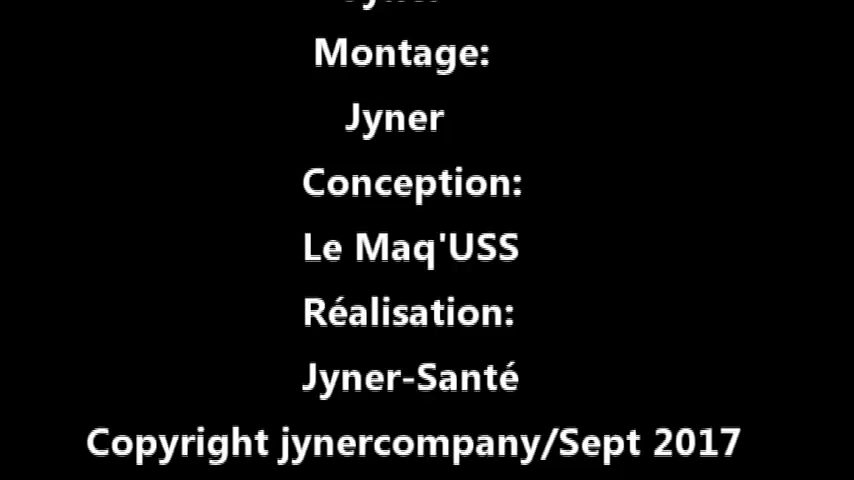 Montage:
Jyner
Conception:
Le Maq'USS
Réalisation:
Jyner-Santé
Copyright jynercompany/Sept 2017